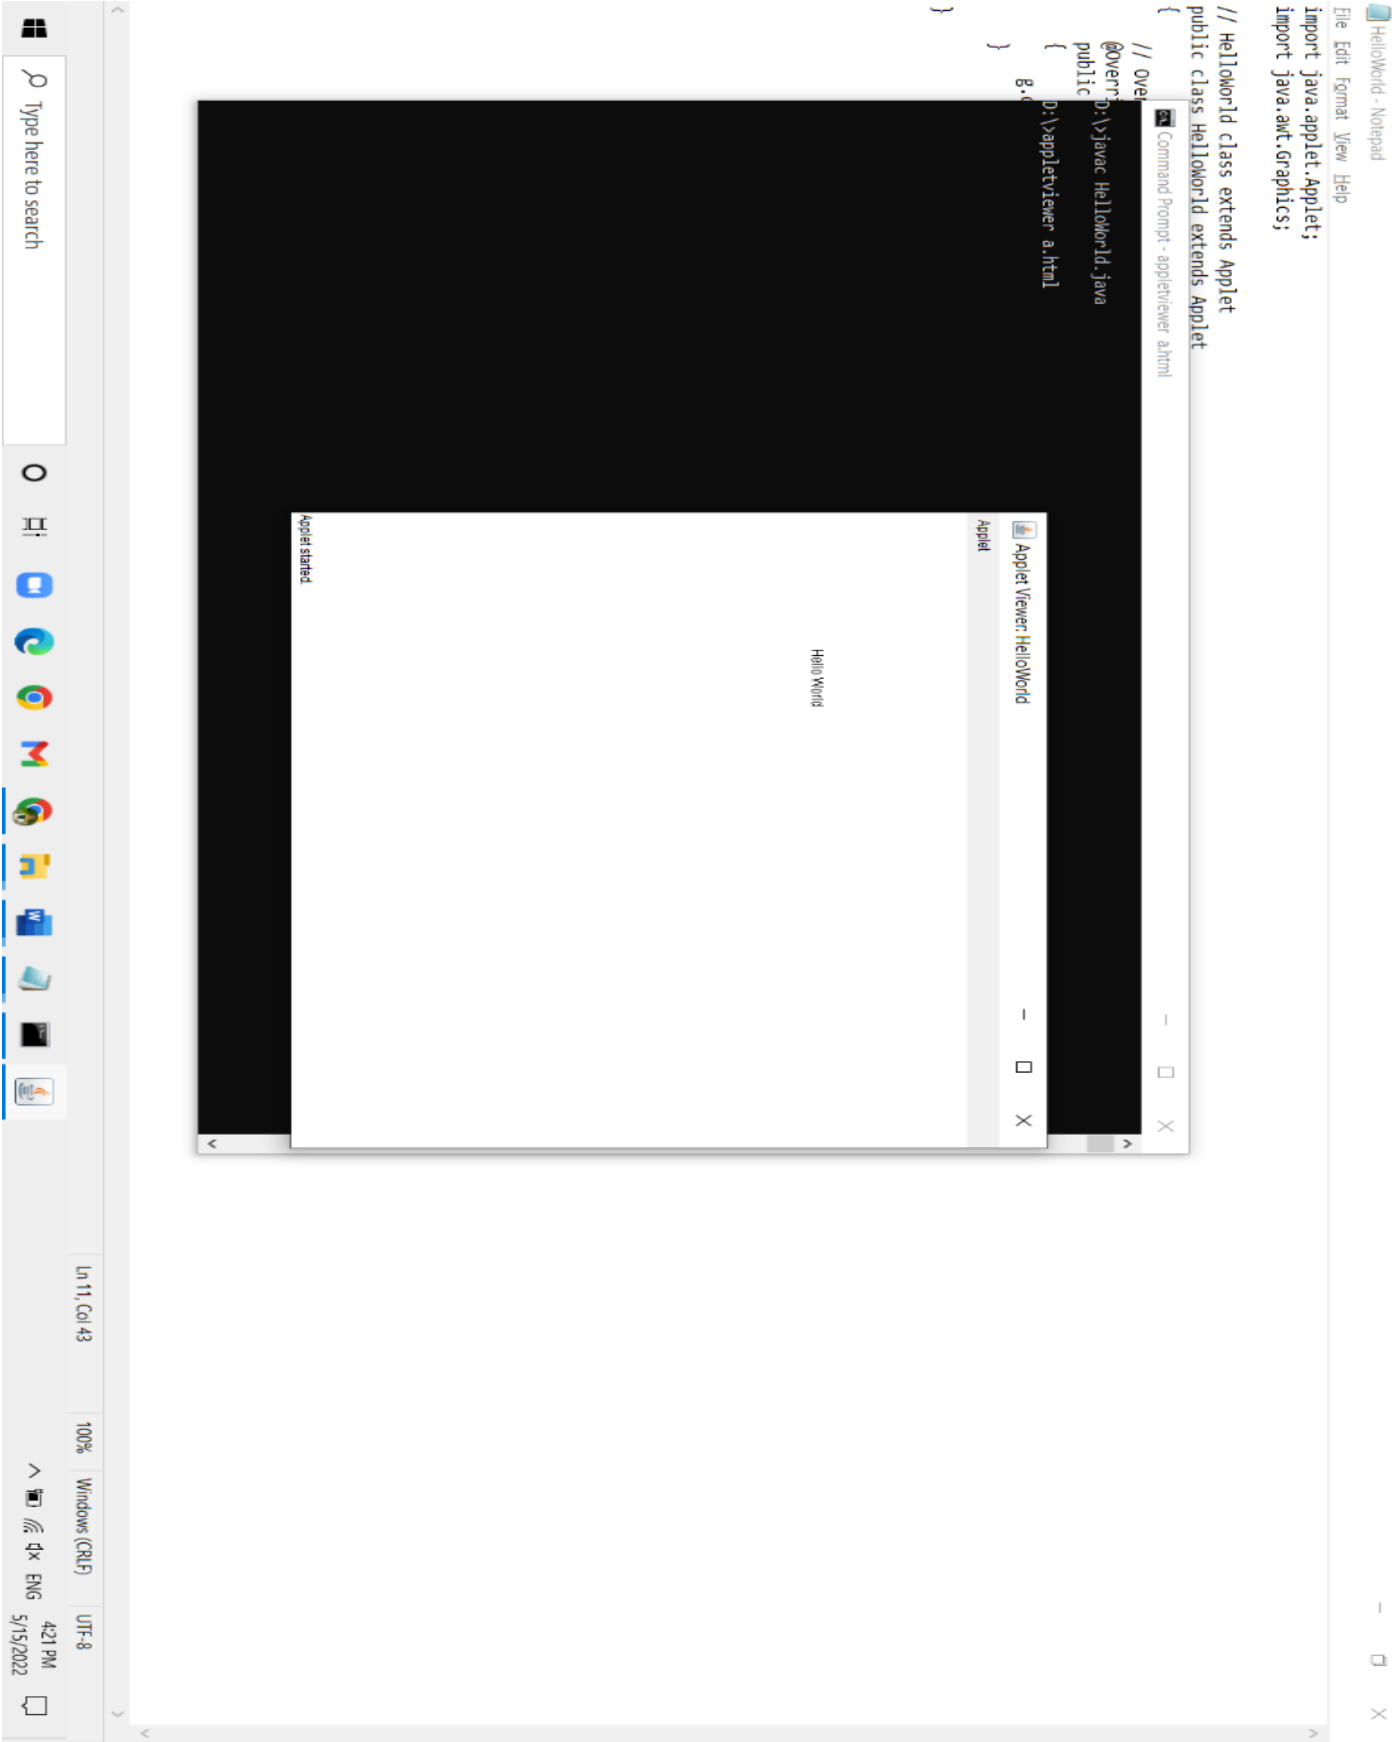 HelloWorld - Notepad
File Edit Format View Help
import java.applet.Applet;
import java.awt.Graphics;
// HelloWorld class extends Applet
public class HelloWorld extends Applet
{
// Over
@Overr
public
{
g.
}
}
Command Prompt - appletviewer a.html
D:\>javac HelloWorld.java
D:\>appletviewer a.html
Applet Viewer: HelloWorld
Applet
Hello World
Applet started.
Ln 11, Col 43 100% Windows (CRLF) UTF-8
Type here to search
ENG
4:21 PM
5/15/2022